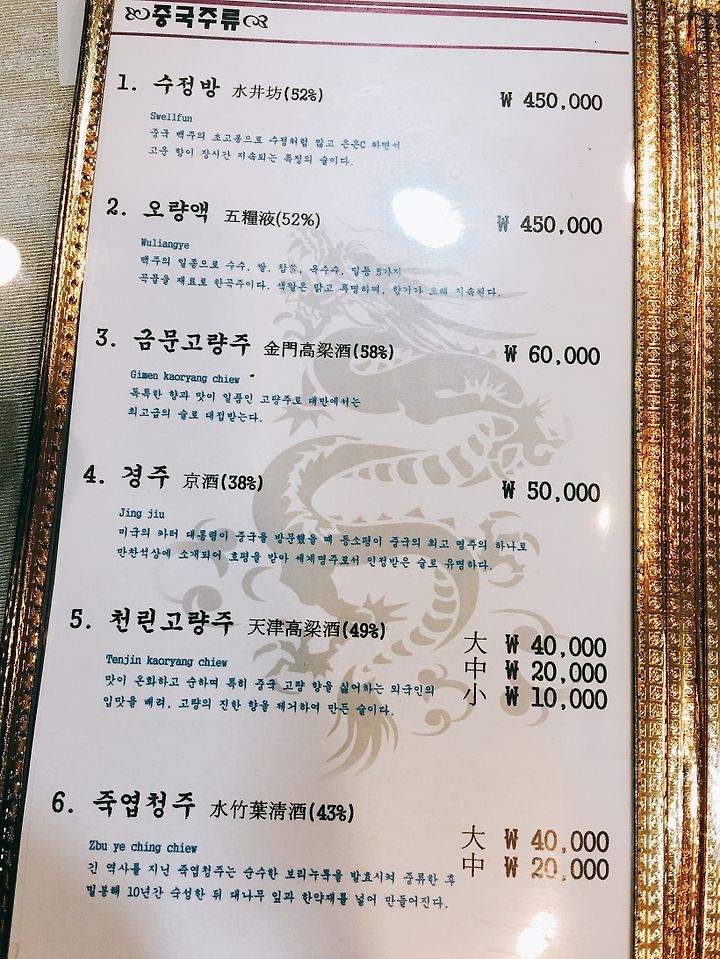 중국주류
1. 수정방 水井坊(52%) ₩ 450,000
Swellfun
중국 백주의 최고봉으로 수정처럼 맑고 은은 하면서
고운 향이 장시간 지속되는 특징의 술이다.
2. 오량액 五糧液(52%) ₩ 450,000
Wuliangye
백주의 일종으로 수수, 쌀, 찹쌀, 옥수수, 밀등 5가지
곡물을 재료로 한곡주이다. 색깔은 맑고 투명하며, 향기가 오래 지속된다.
3. 금문고량주 金門高粱酒(58%) ₩ 60,000
Gimen kaoryang chiew
독특한 향과 맛이 일품인 고량주로 대만에서는
최고급의 술로 대접받는다.
4. 경주 京酒(38%) ₩ 50,000
Jing jiu
미국의 카터 대통령이 중국을 방문했을 때 등소평이 중국의 최고 명주의 하나로
만찬석상에 소개되어 호평을 받아 세계명주로서 인정받은 술로 유명하다.
5. 천린고량주 天津高粱酒(49%) 大 ₩ 40,000
中 ₩ 20,000
小 ₩ 10,000
Tenjin kaoryang chiew
맛이 온화하고 순하며 특히 중국 고량 향을 싫어하는 외국인의
입맛을 배려, 고량의 진한 향을 제거하여 만든 술이다.
6. 죽엽청주 水竹葉淸酒(43%) 大 ₩ 40,000
中 ₩ 20,000
Zbu ye ching chiew
긴 역사를 지닌 죽엽청주는 순수한 보리누룩을 발효시켜 증류한 후
밀봉해 10년간 숙성한 뒤 대나무 잎과 한약재를 넣어 만들어진다.